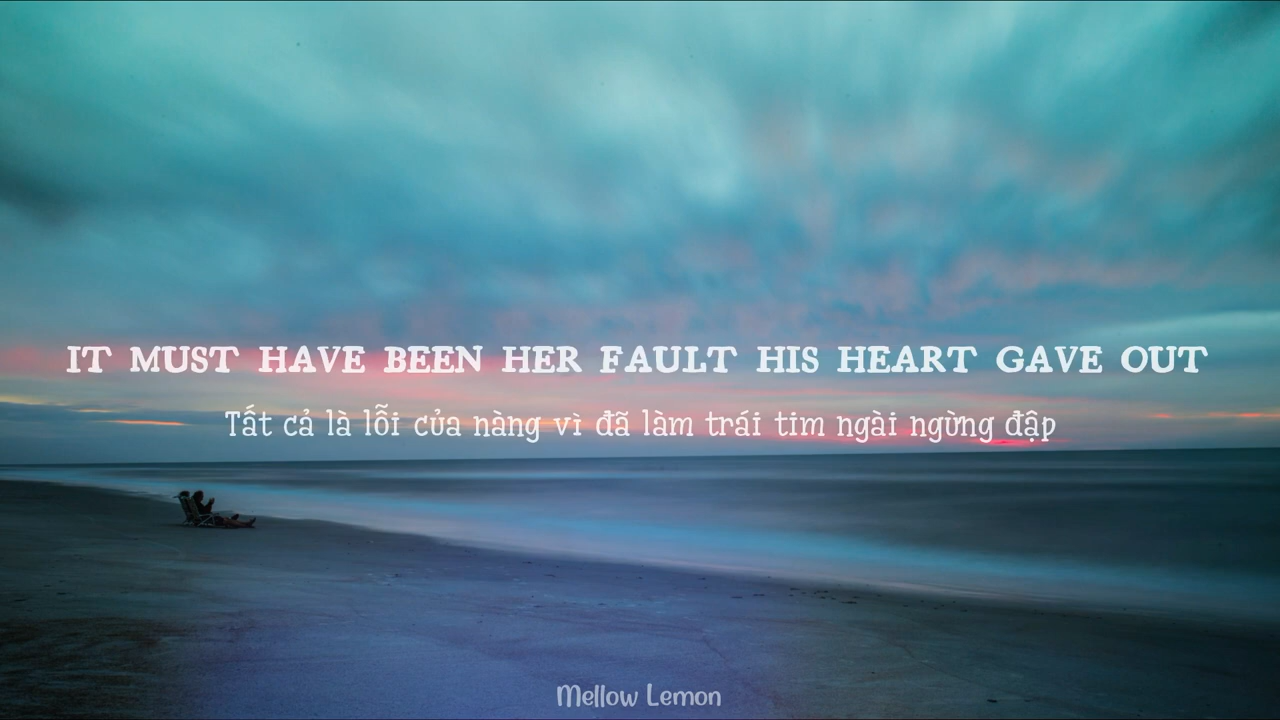 IT MUST HAVE BEEN HER FAULT HIS HEART GAVE OUT
Tất cả là lỗi của nàng vì đã làm trái tim ngài ngừng đập
Mellow Lemon